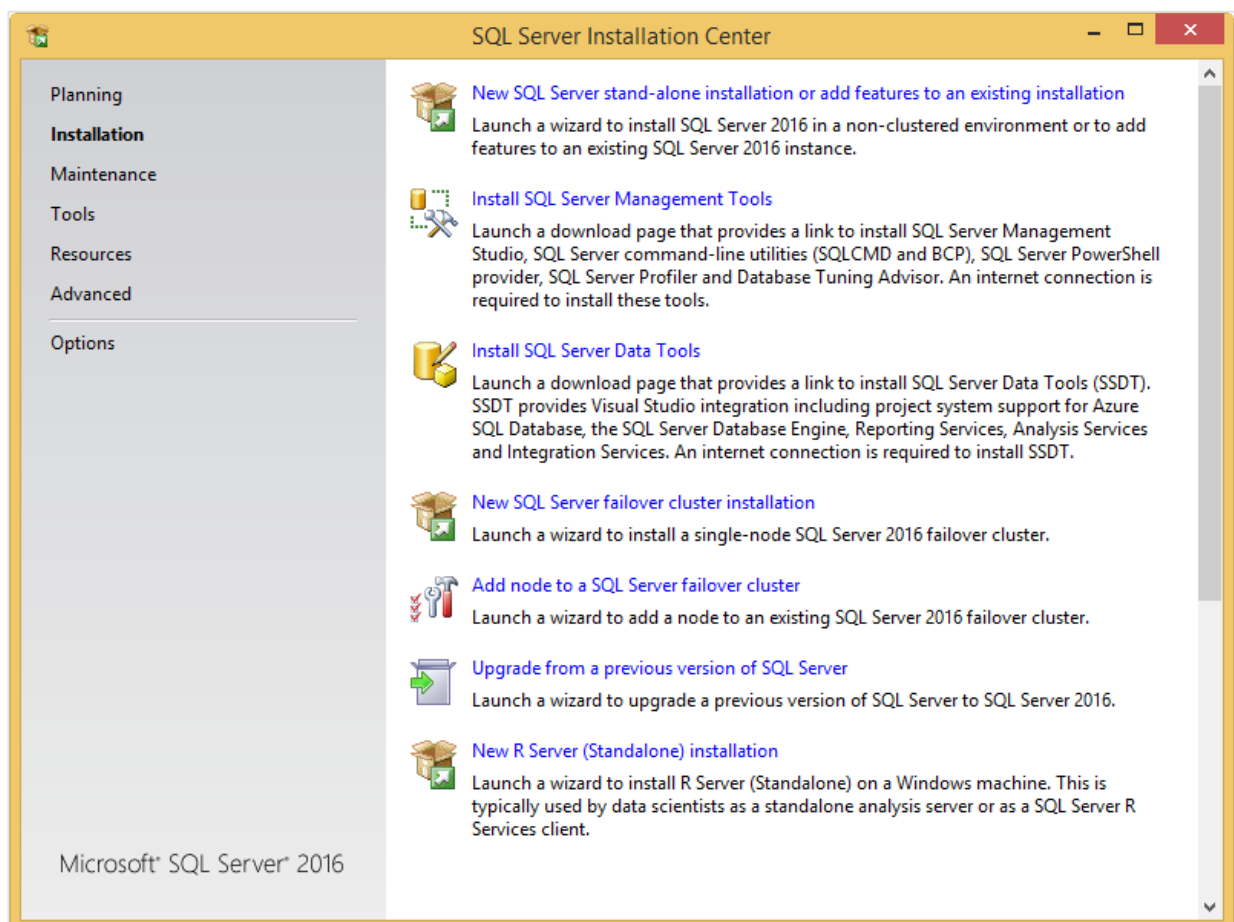 SQL Server Installation Center
Planning
Installation
Maintenance
Tools
Resources
Advanced
Options
Microsoft® SQL Server® 2016
New SQL Server stand-alone installation or add features to an existing installation
Launch a wizard to install SQL Server 2016 in a non-clustered environment or to add
features to an existing SQL Server 2016 instance.
Install SQL Server Management Tools
Launch a download page that provides a link to install SQL Server Management
Studio, SQL Server command-line utilities (SQLCMD and BCP), SQL Server PowerShell
provider, SQL Server Profiler and Database Tuning Advisor. An internet connection is
required to install these tools.
Install SQL Server Data Tools
Launch a download page that provides a link to install SQL Server Data Tools (SSDT).
SSDT provides Visual Studio integration including project system support for Azure
SQL Database, the SQL Server Database Engine, Reporting Services, Analysis Services
and Integration Services. An internet connection is required to install SSDT.
New SQL Server failover cluster installation
Launch a wizard to install a single-node SQL Server 2016 failover cluster.
Add node to a SQL Server failover cluster
Launch a wizard to add a node to an existing SQL Server 2016 failover cluster.
Upgrade from a previous version of SQL Server
Launch a wizard to upgrade a previous version of SQL Server to SQL Server 2016.
New R Server (Standalone) installation
Launch a wizard to install R Server (Standalone) on a Windows machine. This is
typically used by data scientists as a standalone analysis server or as a SQL Server R
Services client.